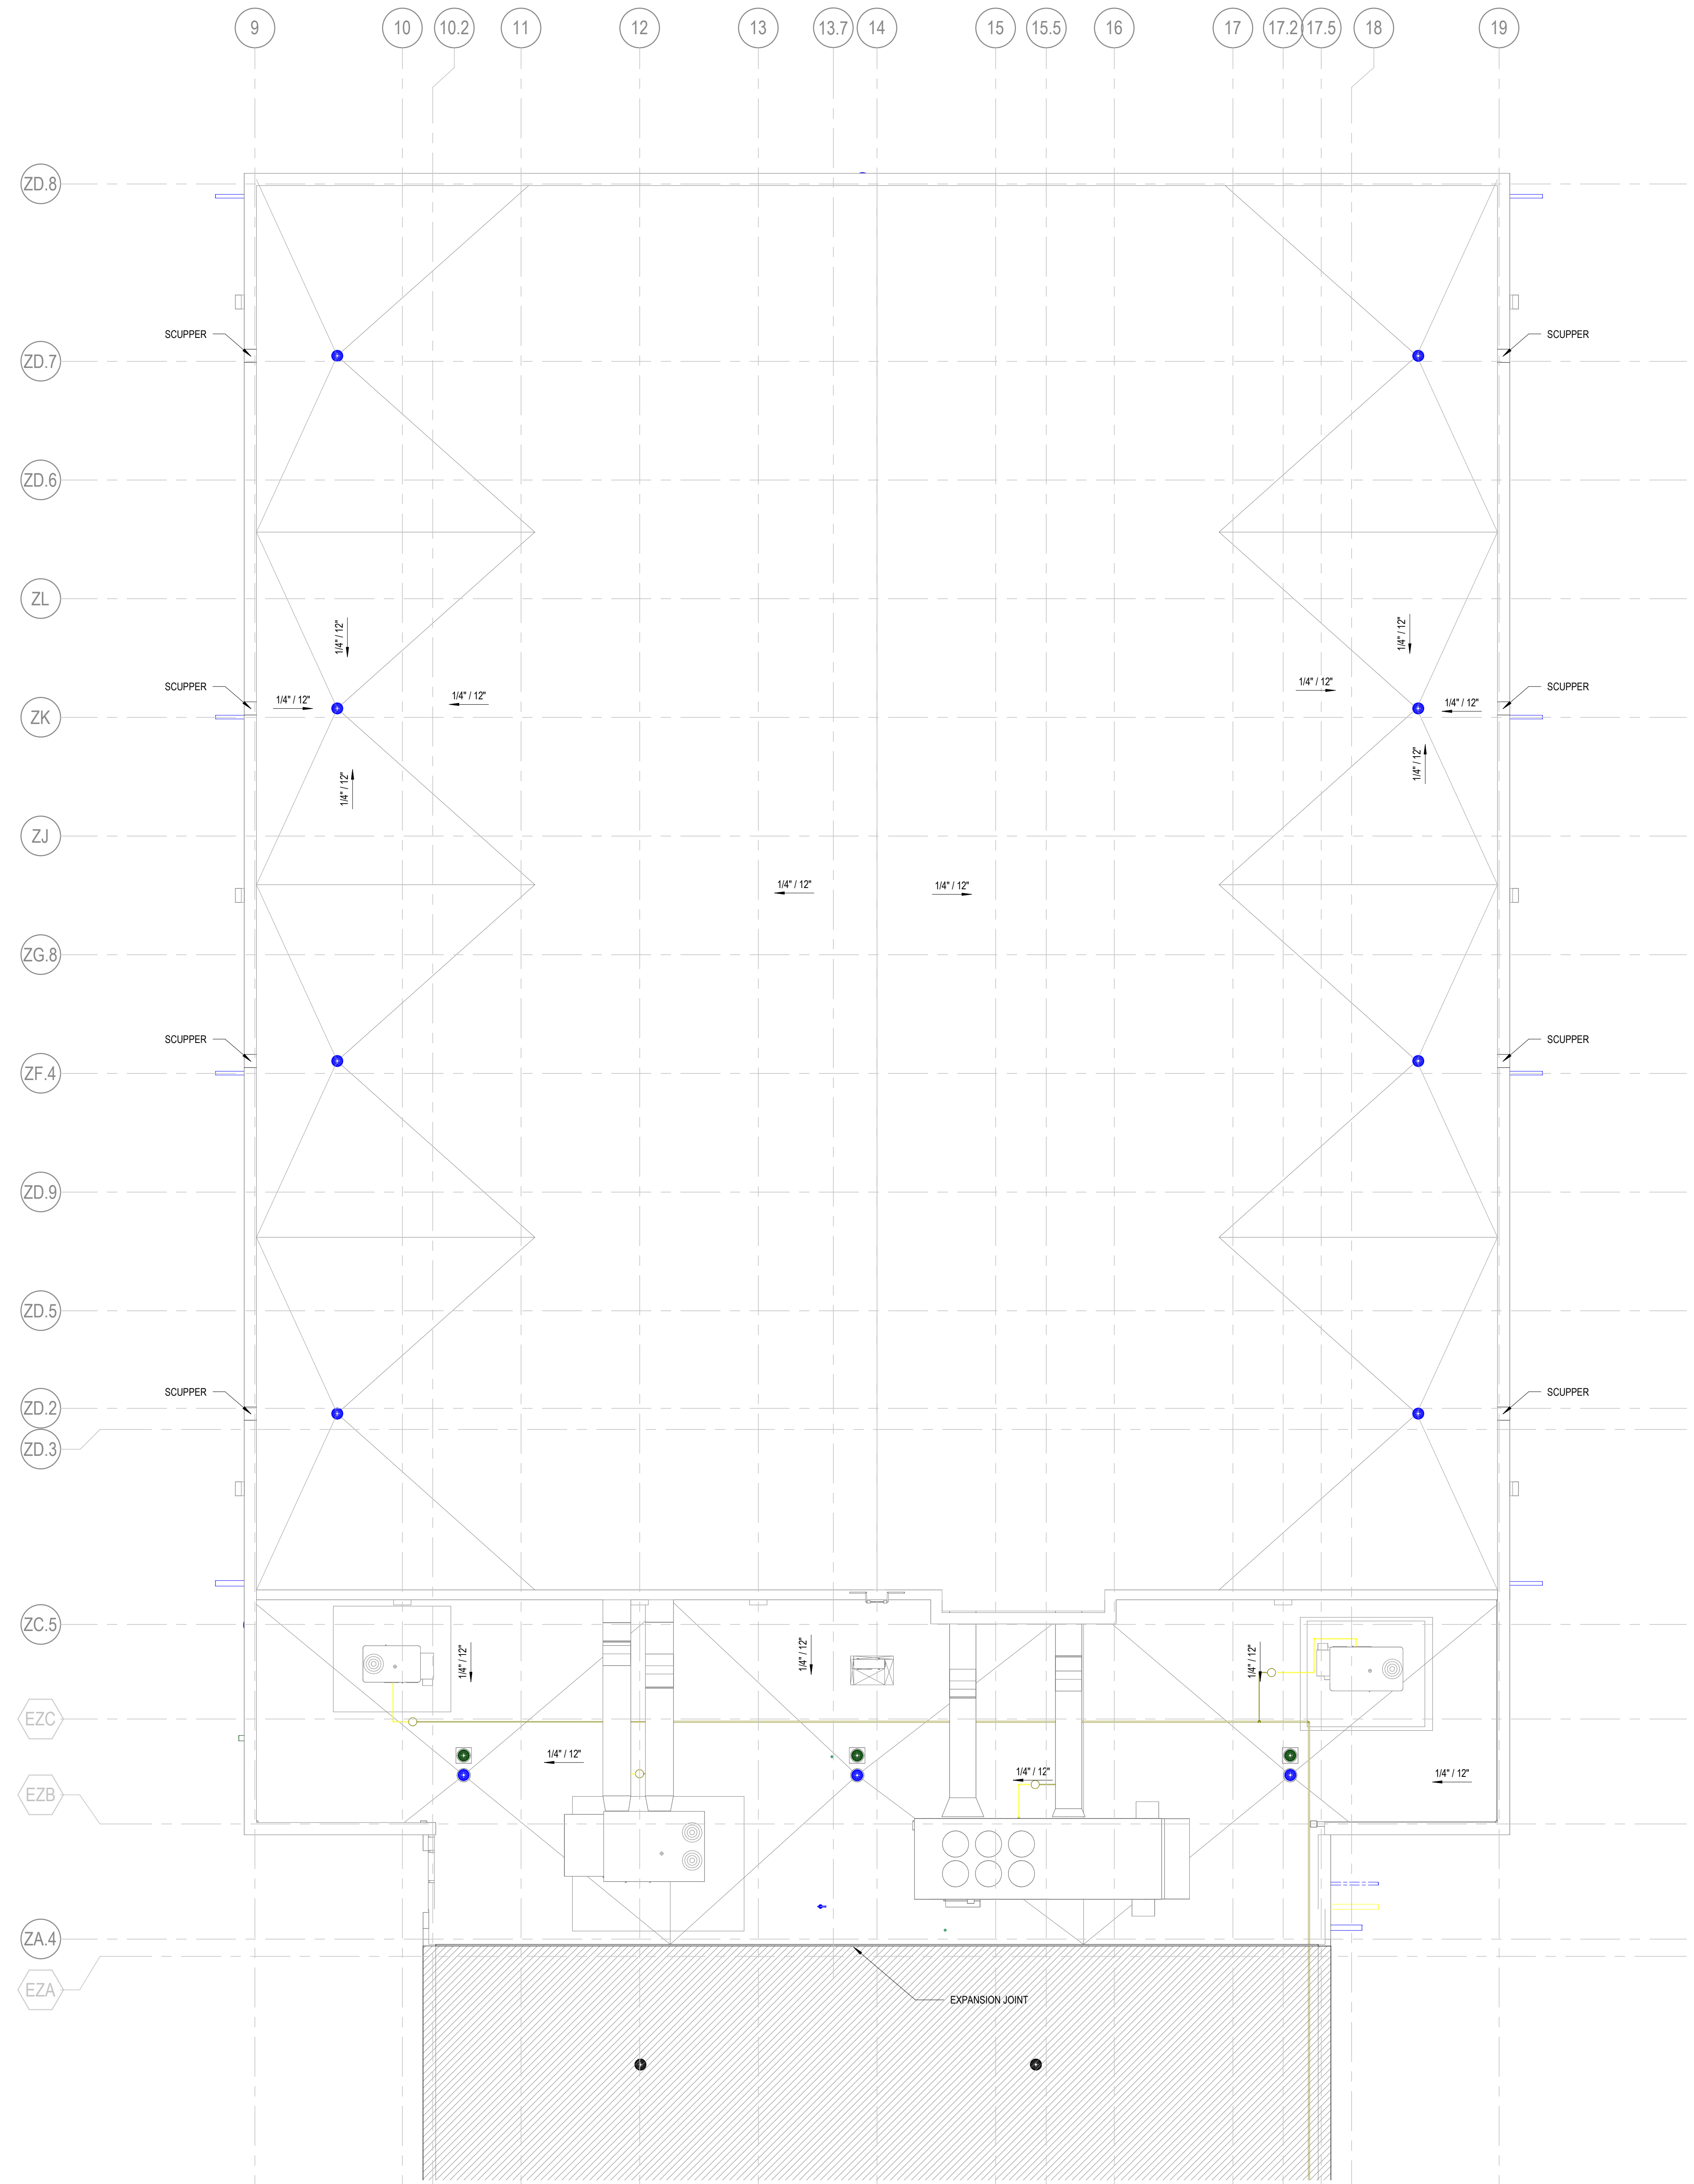 9 10 10.2 11 12 13 13.7 14 15 15.5 16 17 17.2 17.5 18 19
ZD.8
SCUPPER SCUPPER
ZD.7
ZD.6
ZL
1/4" / 12" 1/4" / 12"
SCUPPER 1/4" / 12" 1/4" / 12" 1/4" / 12" 1/4" / 12" SCUPPER
ZK
1/4" / 12" 1/4" / 12"
ZJ
1/4" / 12" 1/4" / 12"
ZG.8
SCUPPER SCUPPER
ZF.4
ZD.9
ZD.5
SCUPPER SCUPPER
ZD.2
ZD.3
ZC.5
1/4" / 12" 1/4" / 12" 1/4" / 12"
EZC
1/4" / 12" 1/4" / 12" 1/4" / 12"
EZB
ZA.4
EZA
EXPANSION JOINT